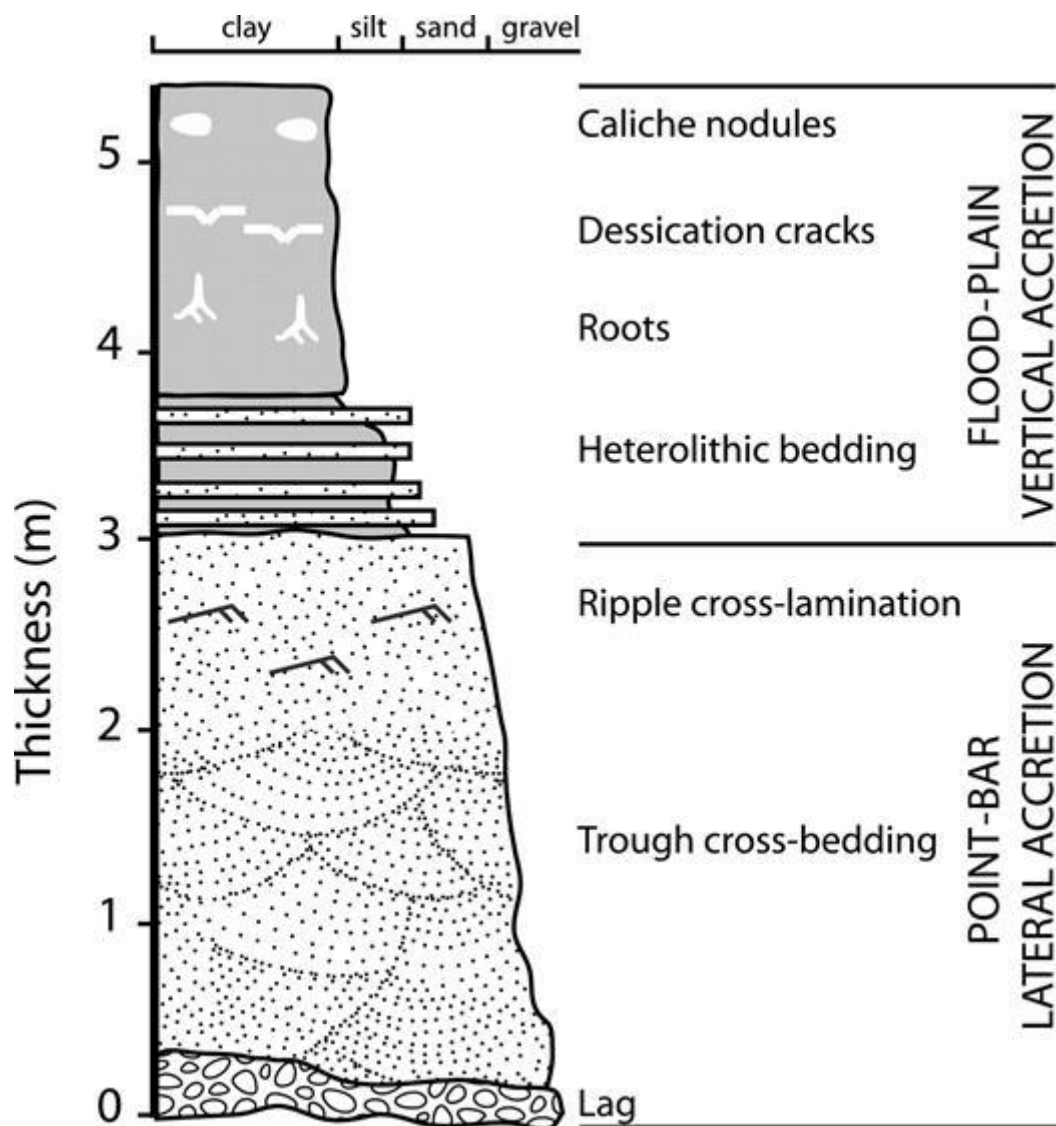 clay silt sand gravel
Caliche nodules
5
Dessication cracks
Roots
4
Heterolithic bedding
FLOOD-PLAIN
VERTICAL ACCRETION
3
Ripple cross-lamination
2
Trough cross-bedding
1
POINT-BAR
LATERAL ACCRETION
0
Lag
Thickness (m)